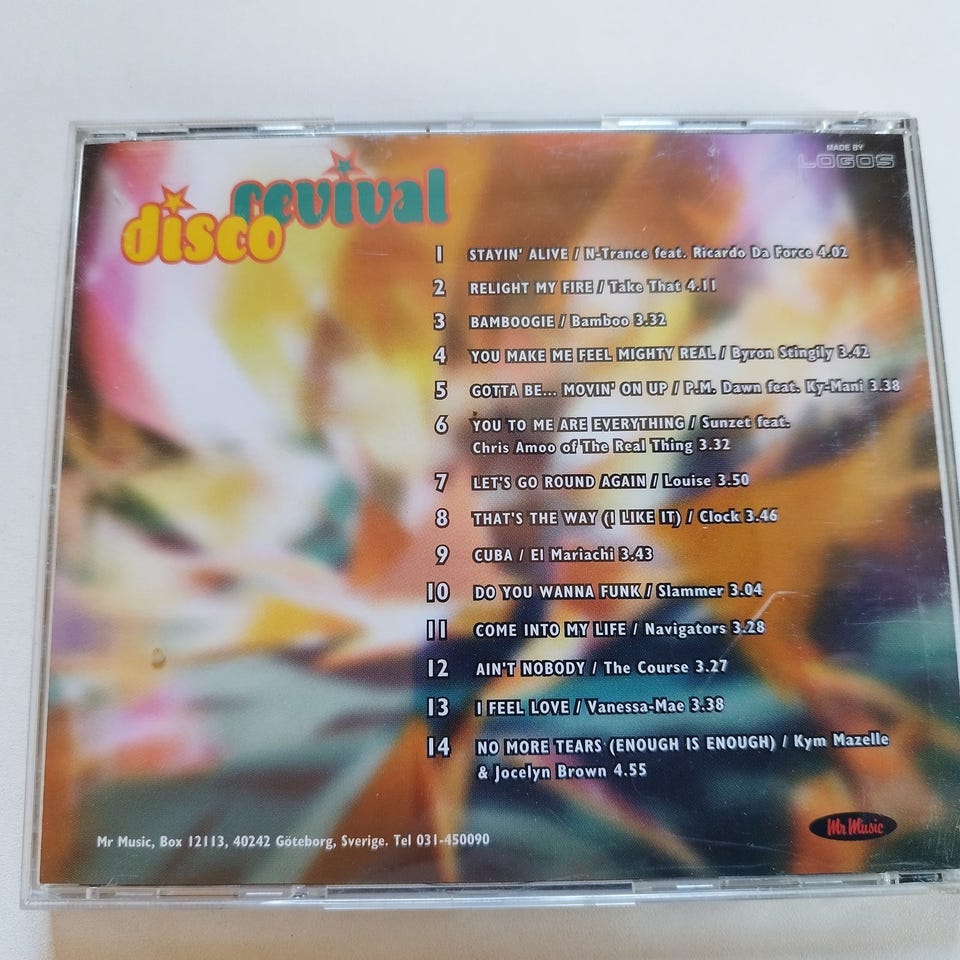 disco revival
MADE BY
LOGOS
1 STAYIN' ALIVE / N-Trance feat. Ricardo Da Force 4.02
2 RELIGHT MY FIRE / Take That 4.11
3 BAMBOOGIE / Bamboo 3.32
4 YOU MAKE ME FEEL MIGHTY REAL / Byron Stingily 3.42
5 GOTTA BE... MOVIN' ON UP / P.M. Dawn feat. Ky-Mani 3.38
6 YOU TO ME ARE EVERYTHING / Sunzet feat.
Chris Amoo of The Real Thing 3.32
7 LET'S GO ROUND AGAIN / Louise 3.50
8 THAT'S THE WAY (I LIKE IT) / Clock 3.46
9 CUBA / El Mariachi 3.43
10 DO YOU WANNA FUNK / Slammer 3.04
11 COME INTO MY LIFE / Navigators 3.28
12 AIN'T NOBODY / The Course 3.27
13 I FEEL LOVE / Vanessa-Mae 3.38
14 NO MORE TEARS (ENOUGH IS ENOUGH) / Kym Mazelle
& Jocelyn Brown 4.55
Mr Music
Mr Music, Box 12113, 40242 Göteborg, Sverige. Tel 031-450090